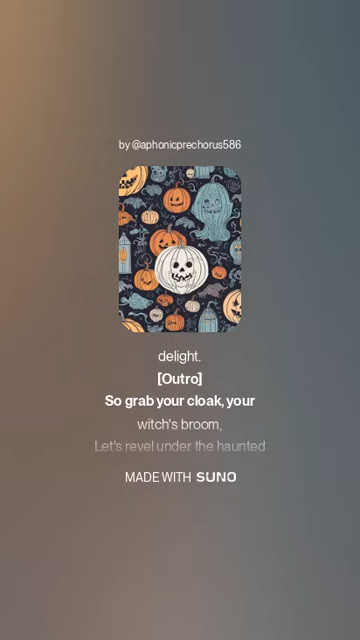 by @aphonicprechorus586
delight.
[Outro]
So grab your cloak, your
witch's broom,
Let's revel under the haunted
MADE WITH SUNO